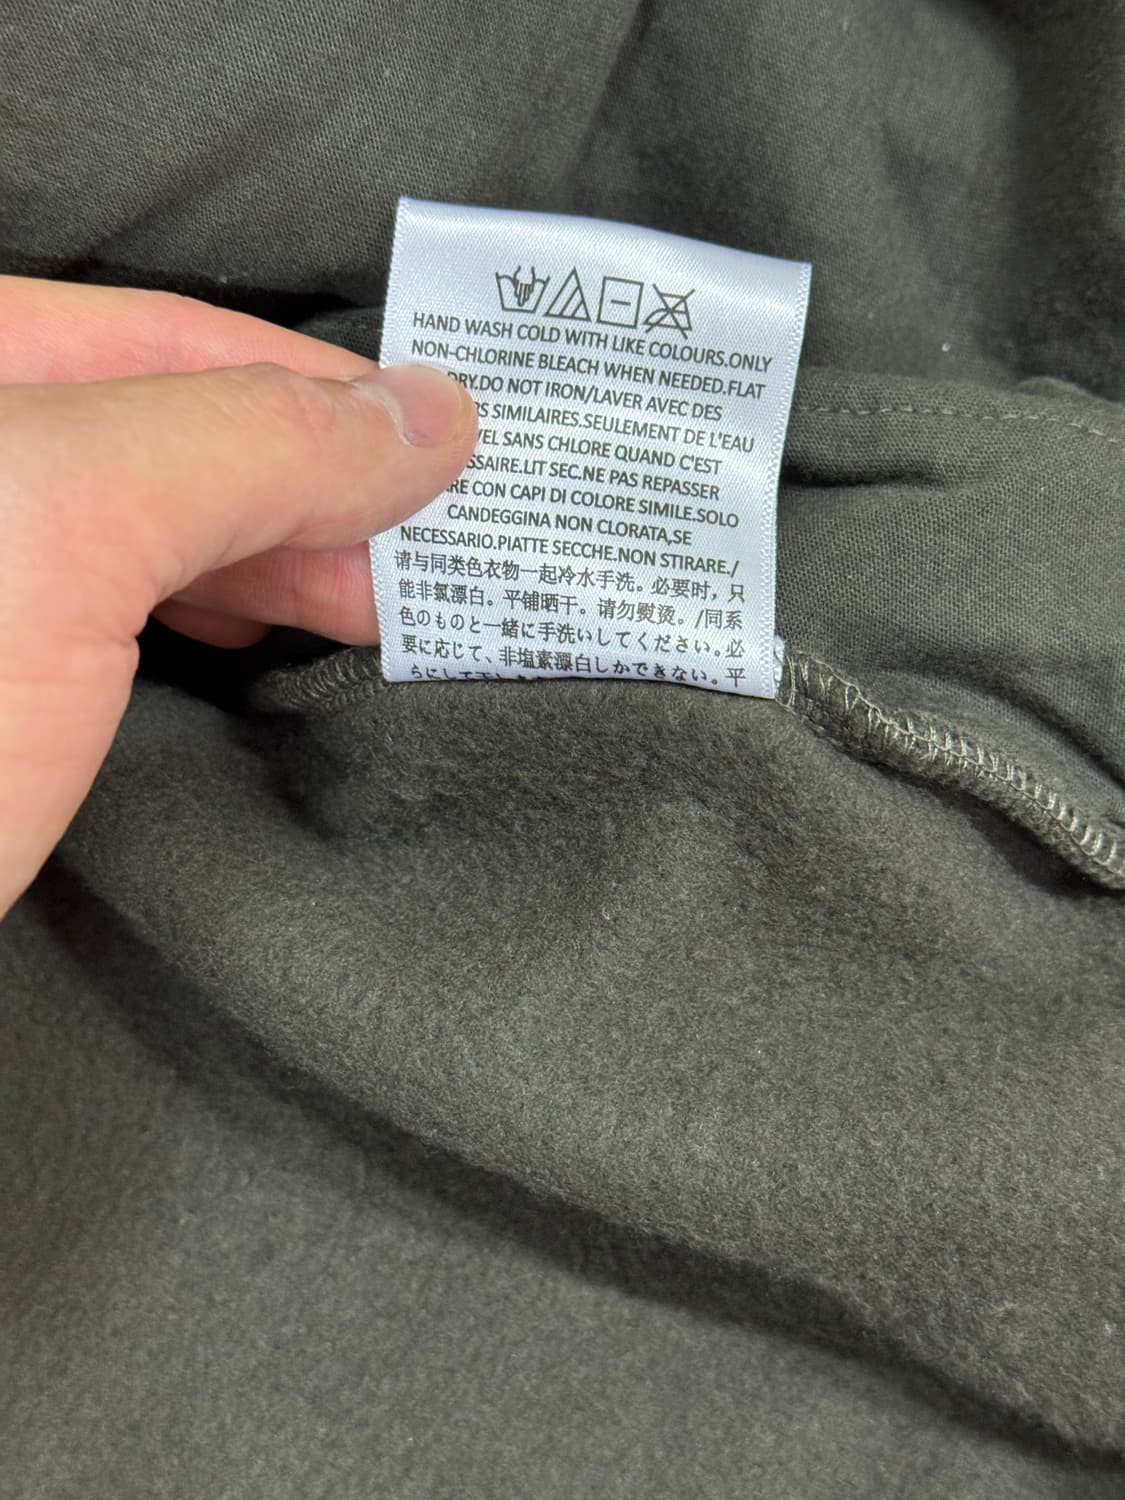 HAND WASH COLD WITH LIKE COLOURS.ONLY
NON-CHLORINE BLEACH WHEN NEEDED.FLAT
DRY.DO NOT IRON/LAVER AVEC DES
SIMILAIRES.SEULEMENT DE L'EAU
SANS CHLORE QUAND C'EST
SEC.NE PAS REPASSER
CON CAPI DI COLORE SIMILE.SOLO
CANDEGGINA NON CLORATA,SE
NECESSARIO.PIATTE SECCHE.NON STIRARE./
请与同类色衣物一起冷水手洗。必要时，只
能非氯漂白。平铺晒干。请勿熨烫。/同系
色のものと一緒に手洗いしてください。必
要に応じて、非塩素漂白しかできない。平
らにして干し